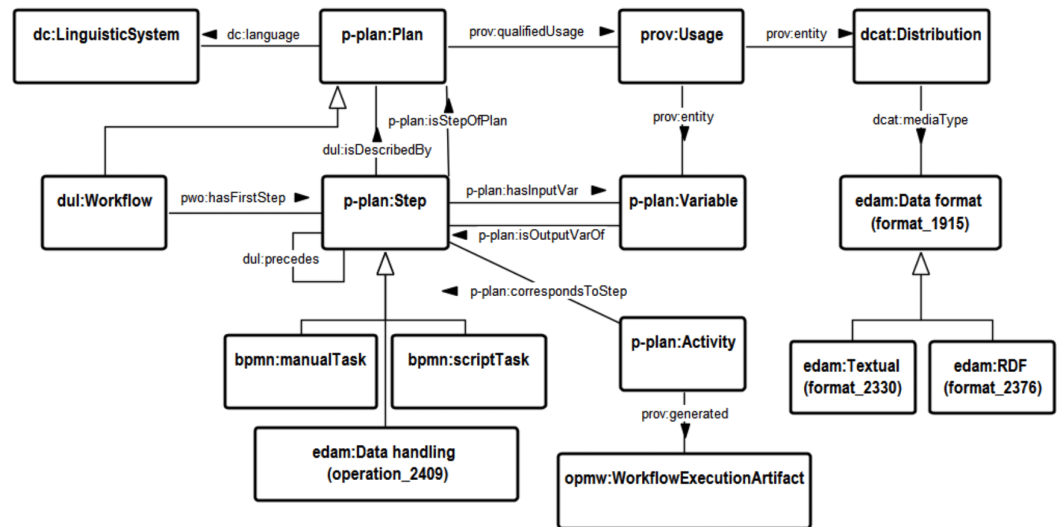 dc:LinguisticSystem
dc:language
p-plan:Plan
prov:qualifiedUsage
prov:Usage
prov:entity
dcat:Distribution
p-plan:isStepOfPlan
prov:entity
dcat:mediaType
dul:isDescribedBy
dul:Workflow
pwo:hasFirstStep
p-plan:Step
p-plan:hasInputVar
p-plan:Variable
edam:Data format
(format_1915)
p-plan:isOutputVarOf
dul:precedes
p-plan:correspondsToStep
bpmn:manualTask
bpmn:scriptTask
p-plan:Activity
edam:Textual
(format_2330)
edam:RDF
(format_2376)
prov:generated
edam:Data handling
(operation_2409)
opmw:WorkflowExecutionArtifact